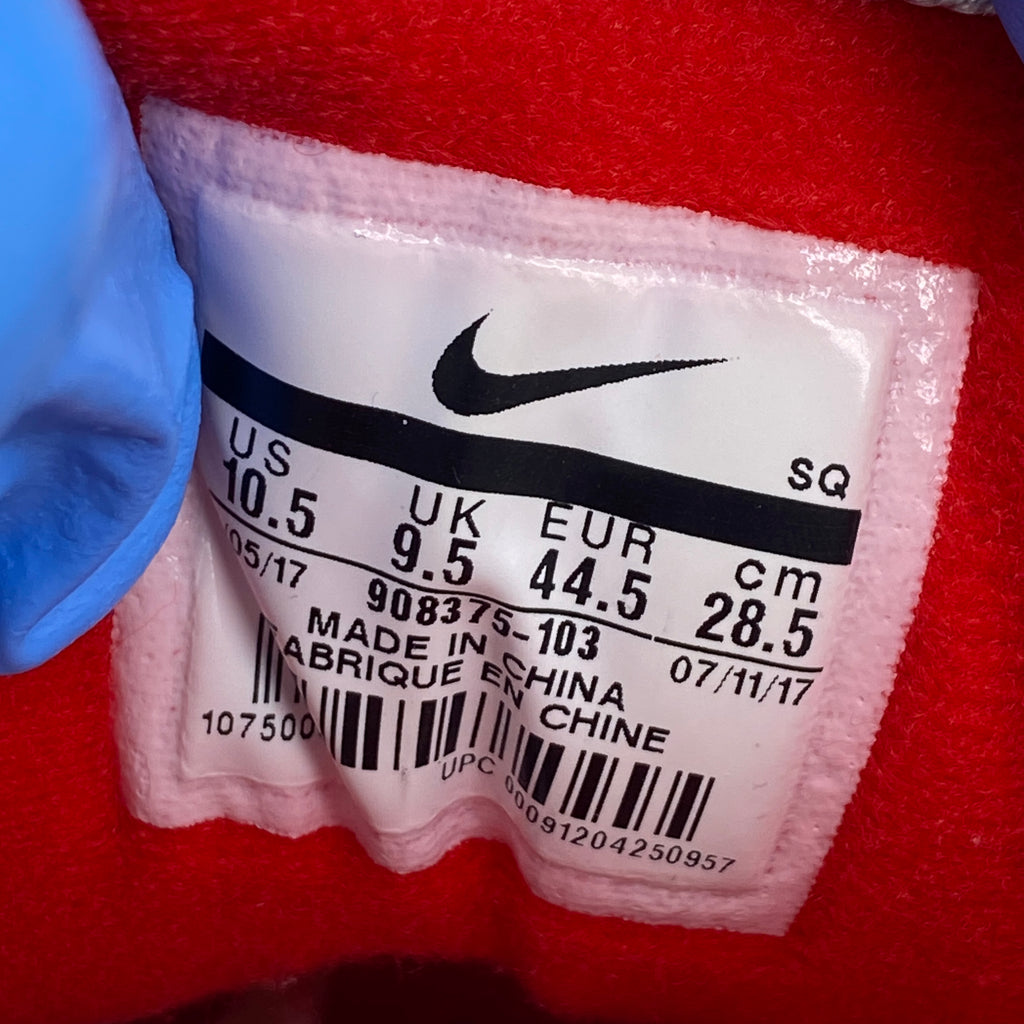 SQ
US UK EUR cm
10.5 9.5 44.5 28.5
/05/17 908375-103 07/11/17
MADE IN CHINA
FABRIQUE EN CHINE
107500
UPC 00091204250957